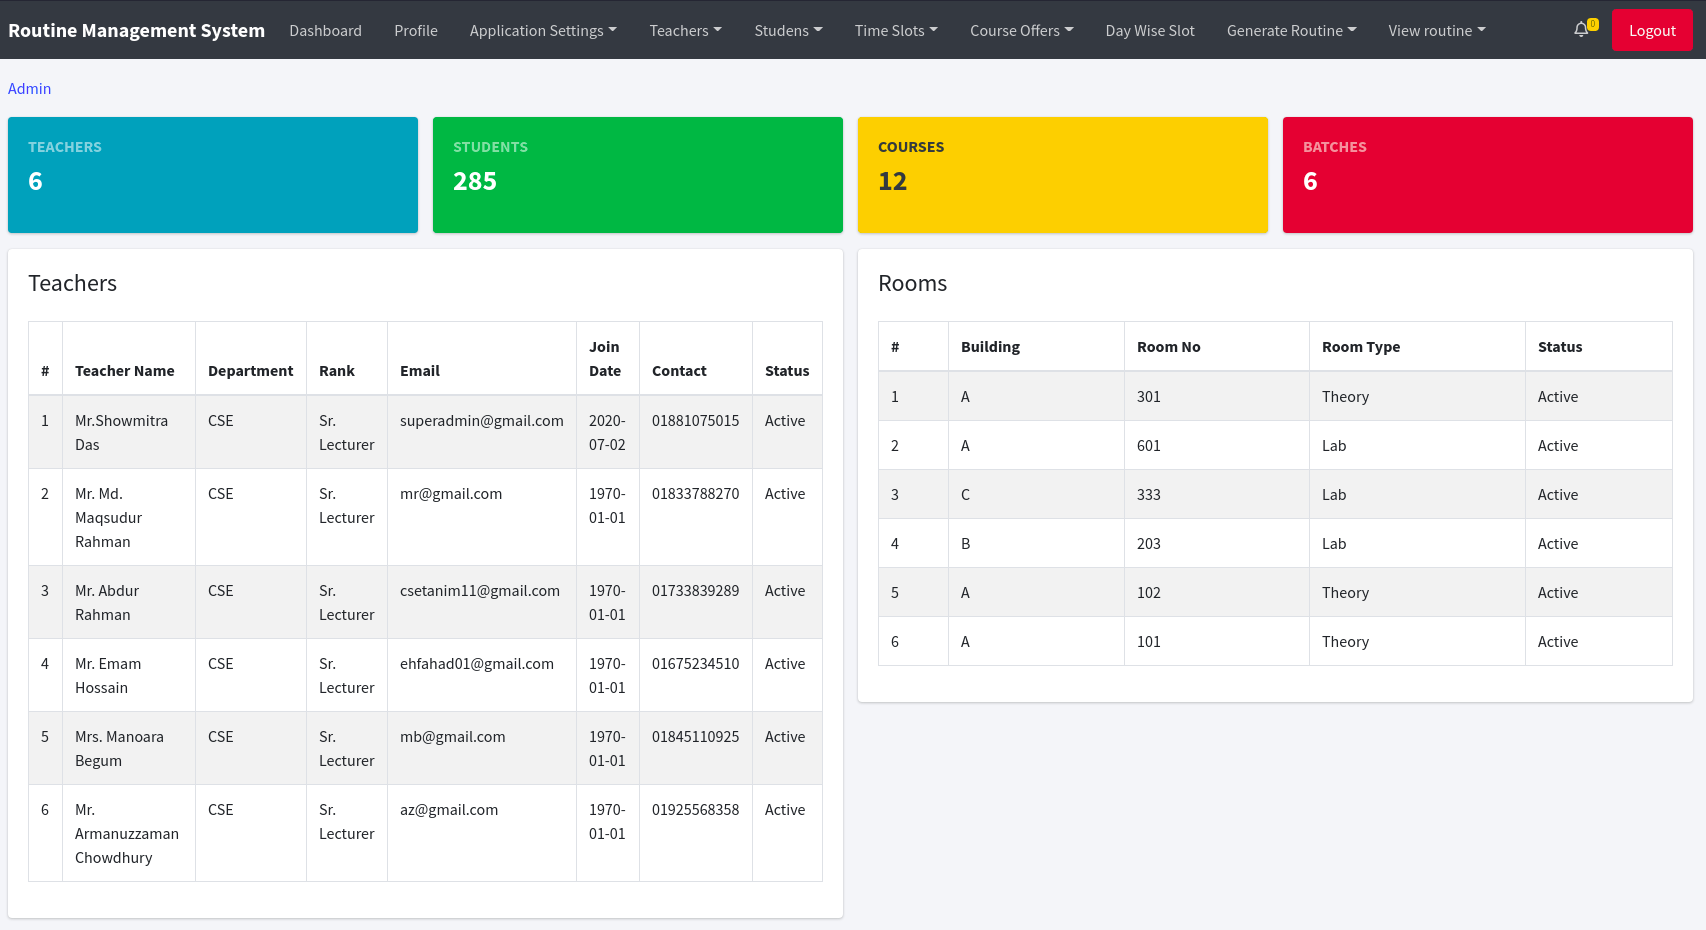 Routine Management System Dashboard Profile Application Settings Teachers Studens Time Slots Course Offers Day Wise Slot Generate Routine View routine 0 Logout
Admin
TEACHERS
6
STUDENTS
285
COURSES
12
BATCHES
6
Teachers
# Teacher Name Department Rank Email Join Date Contact Status
1 Mr.Showmitra Das CSE Sr. Lecturer superadmin@gmail.com 2020-07-02 01881075015 Active
2 Mr. Md. Maqsudur Rahman CSE Sr. Lecturer mr@gmail.com 1970-01-01 01833788270 Active
3 Mr. Abdur Rahman CSE Sr. Lecturer csetanim11@gmail.com 1970-01-01 01733839289 Active
4 Mr. Emam Hossain CSE Sr. Lecturer ehfahad01@gmail.com 1970-01-01 01675234510 Active
5 Mrs. Manoara Begum CSE Sr. Lecturer mb@gmail.com 1970-01-01 01845110925 Active
6 Mr. Armanuzzaman Chowdhury CSE Sr. Lecturer az@gmail.com 1970-01-01 01925568358 Active
Rooms
# Building Room No Room Type Status
1 A 301 Theory Active
2 A 601 Lab Active
3 C 333 Lab Active
4 B 203 Lab Active
5 A 102 Theory Active
6 A 101 Theory Active